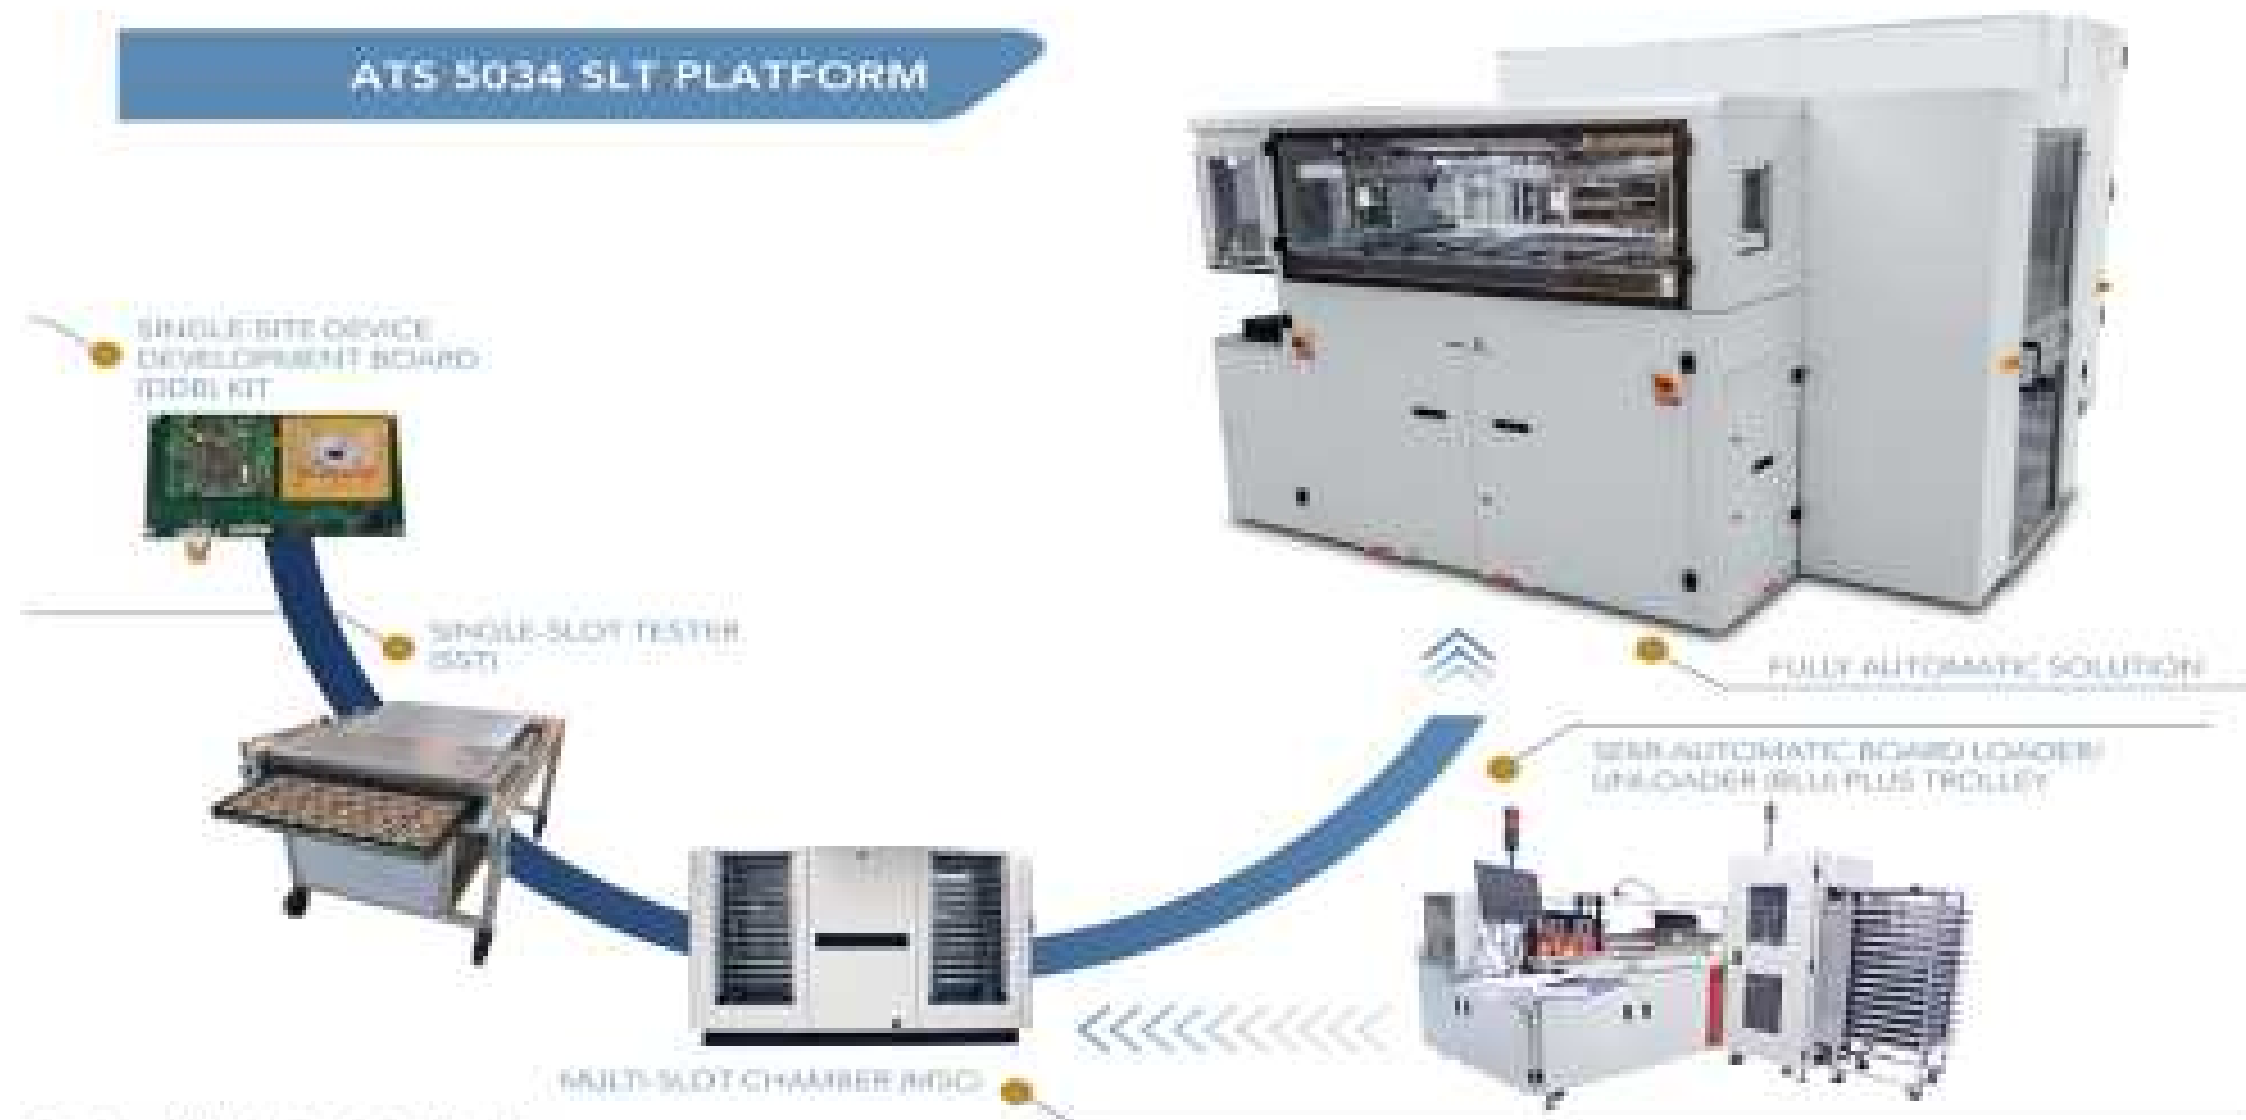 ATS 5034 SLT PLATFORM
SINGLE-SITE DEVICE
DEVELOPMENT BOARD
(DDB) KIT
SINGLE-SLOT TESTER
(SST)
FULLY AUTOMATIC SOLUTION
SEMI-AUTOMATIC BOARD LOADER/
UNLOADER (BLU) PLUS TROLLEY
MULTI-SLOT CHAMBER (MSC)